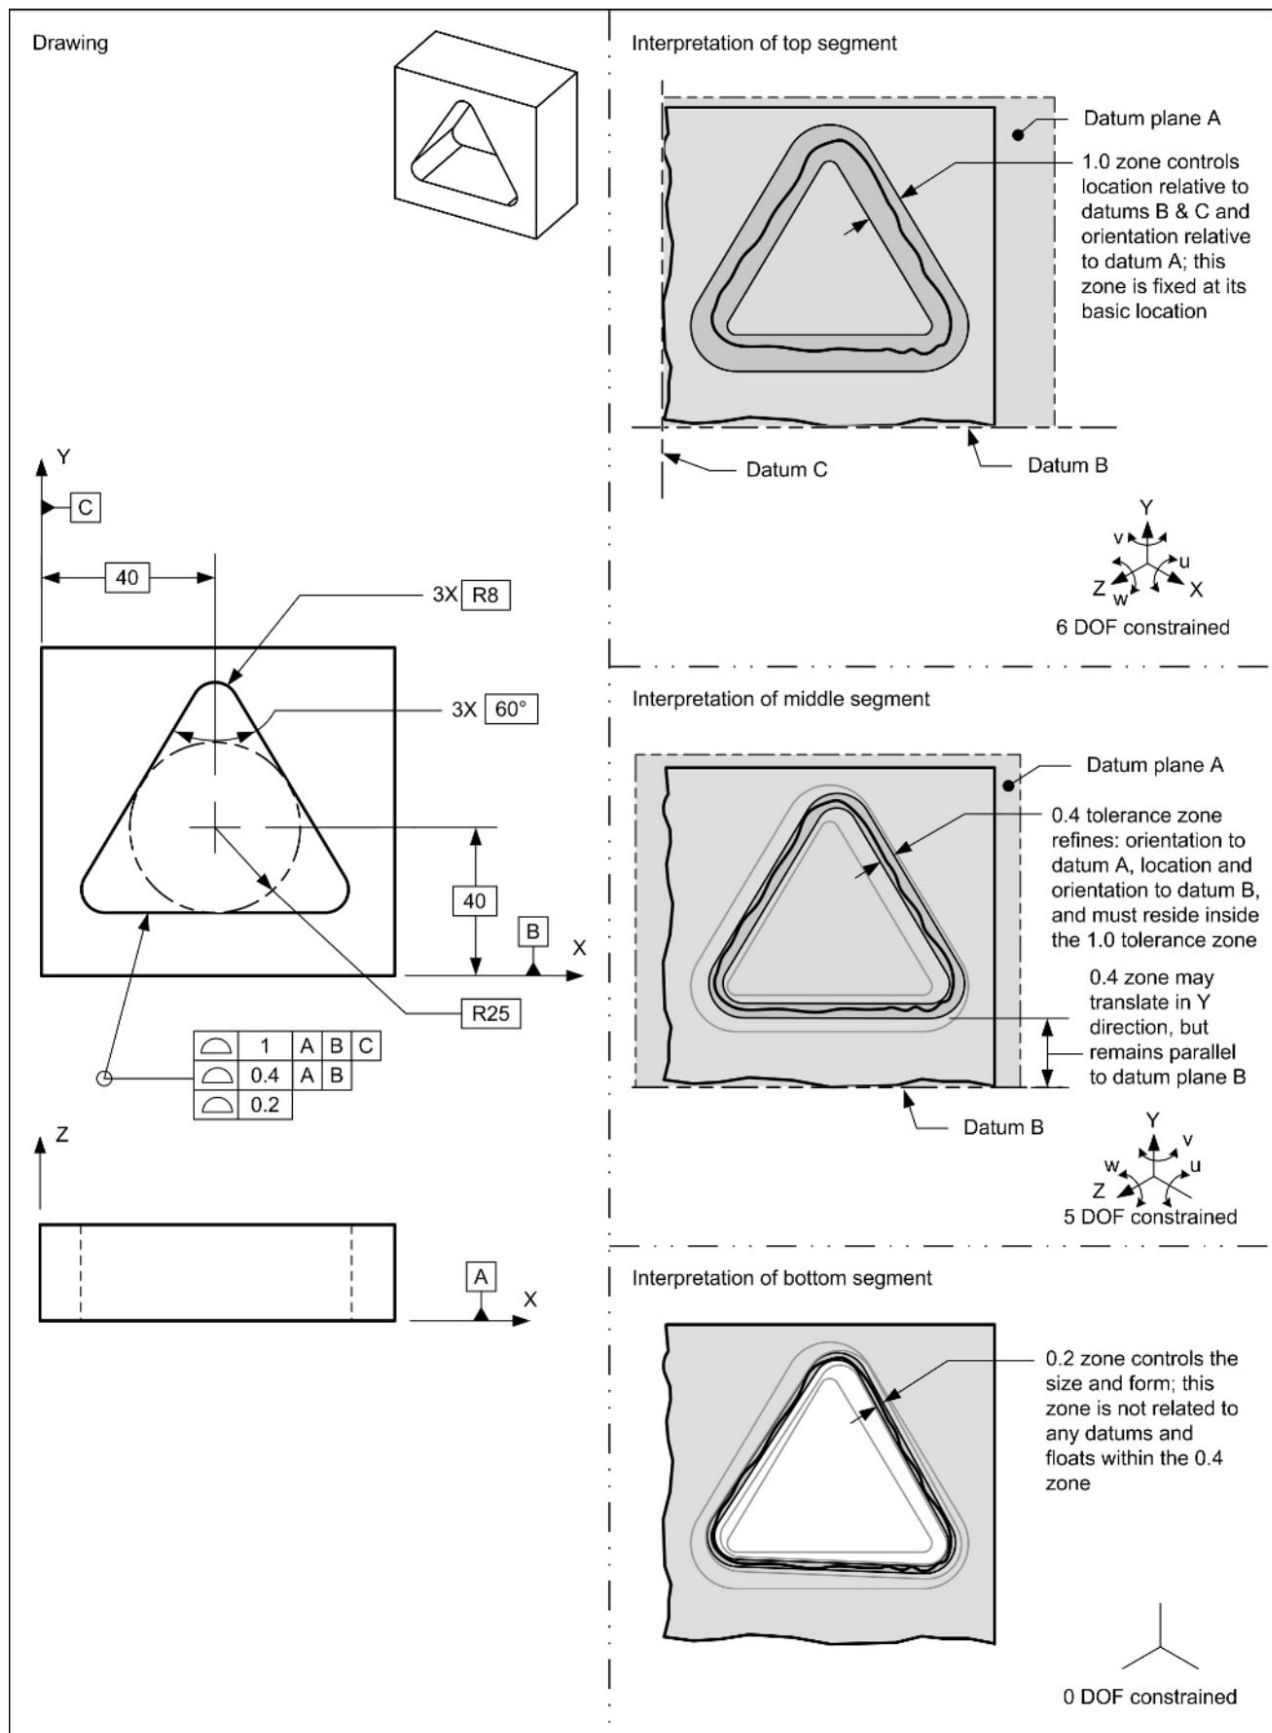 Drawing
Y
C
40
3X R8
3X 60°
40
B
X
R25
1 A B C
0.4 A B
0.2
Z
A
X
Interpretation of top segment
Datum plane A
1.0 zone controls
location relative to
datums B & C and
orientation relative
to datum A; this
zone is fixed at its
basic location
Datum C
Datum B
Y
v
u
Z
w
X
6 DOF constrained
Interpretation of middle segment
Datum plane A
0.4 tolerance zone
refines: orientation to
datum A, location and
orientation to datum B,
and must reside inside
the 1.0 tolerance zone
0.4 zone may
translate in Y
direction, but
remains parallel
to datum plane B
Datum B
Y
v
w
u
Z
5 DOF constrained
Interpretation of bottom segment
0.2 zone controls the
size and form; this
zone is not related to
any datums and
floats within the 0.4
zone
0 DOF constrained